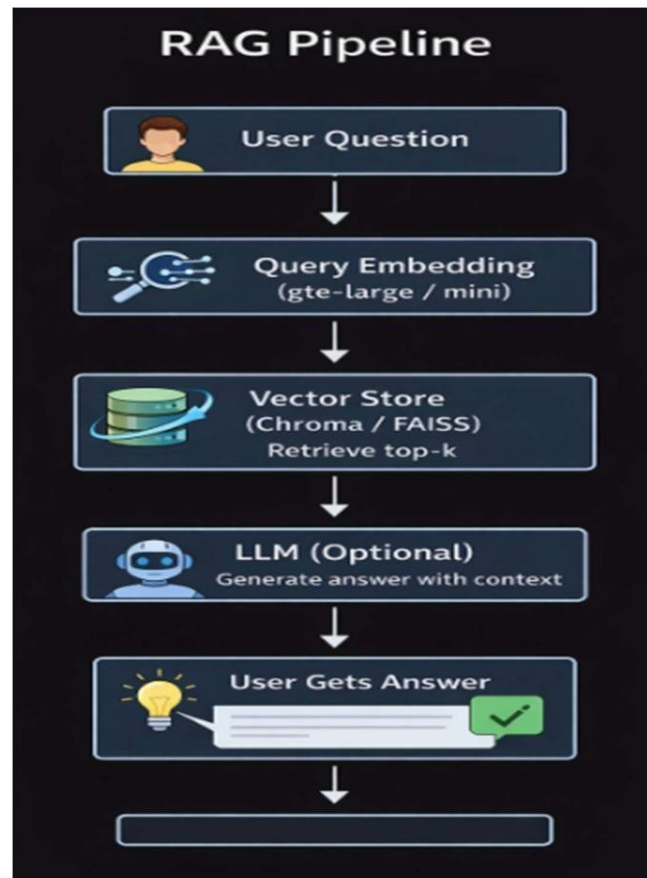 RAG Pipeline
User Question
Query Embedding
(gte-large / mini)
Vector Store
(Chroma / FAISS)
Retrieve top-k
LLM (Optional)
Generate answer with context
User Gets Answer